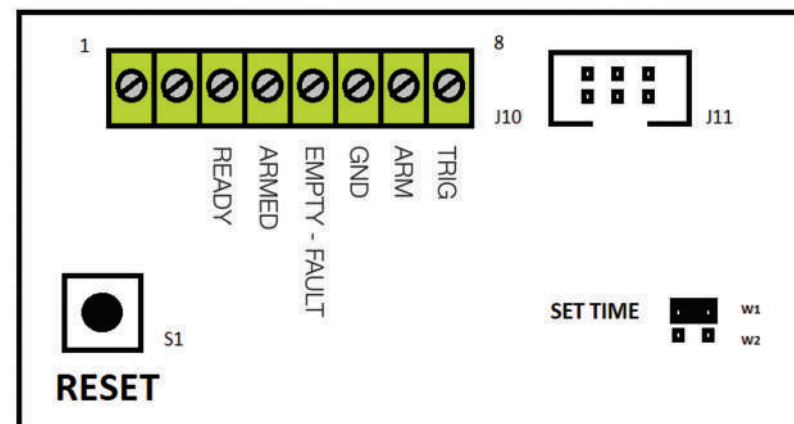 1
8
J10
J11
READY
ARMED
EMPTY - FAULT
GND
ARM
TRIG
S1
RESET
SET TIME
W1
W2